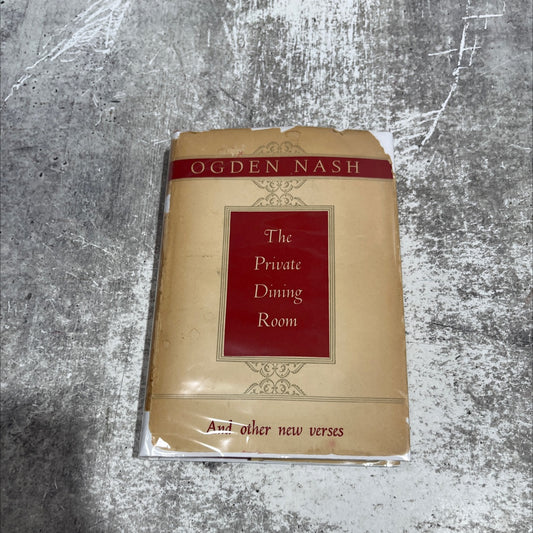 OGDEN NASH
The
Private
Dining
Room
And other new verses